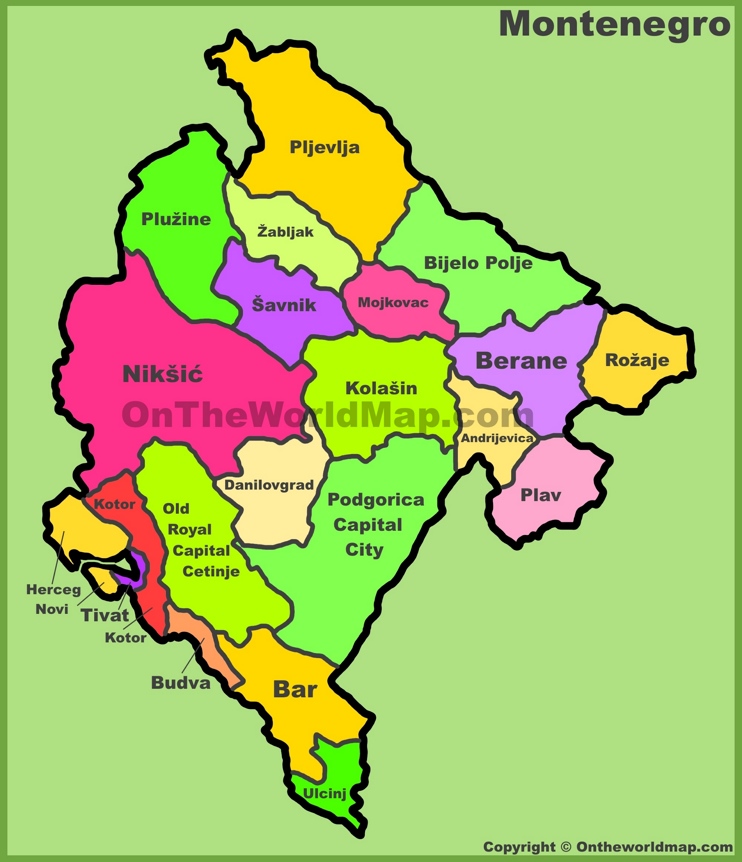 Montenegro
Pljevlja
Plužine
Žabljak
Bijelo Polje
Šavnik
Mojkovac
Nikšić
Kolašin
Berane
Rožaje
OnTheWorldMap.com
Andrijevica
Danilovgrad
Plav
Kotor
Old
Royal
Capital
Cetinje
Podgorica
Capital
City
Herceg
Novi
Tivat
Kotor
Budva
Bar
Ulcinj
Copyright © Ontheworldmap.com